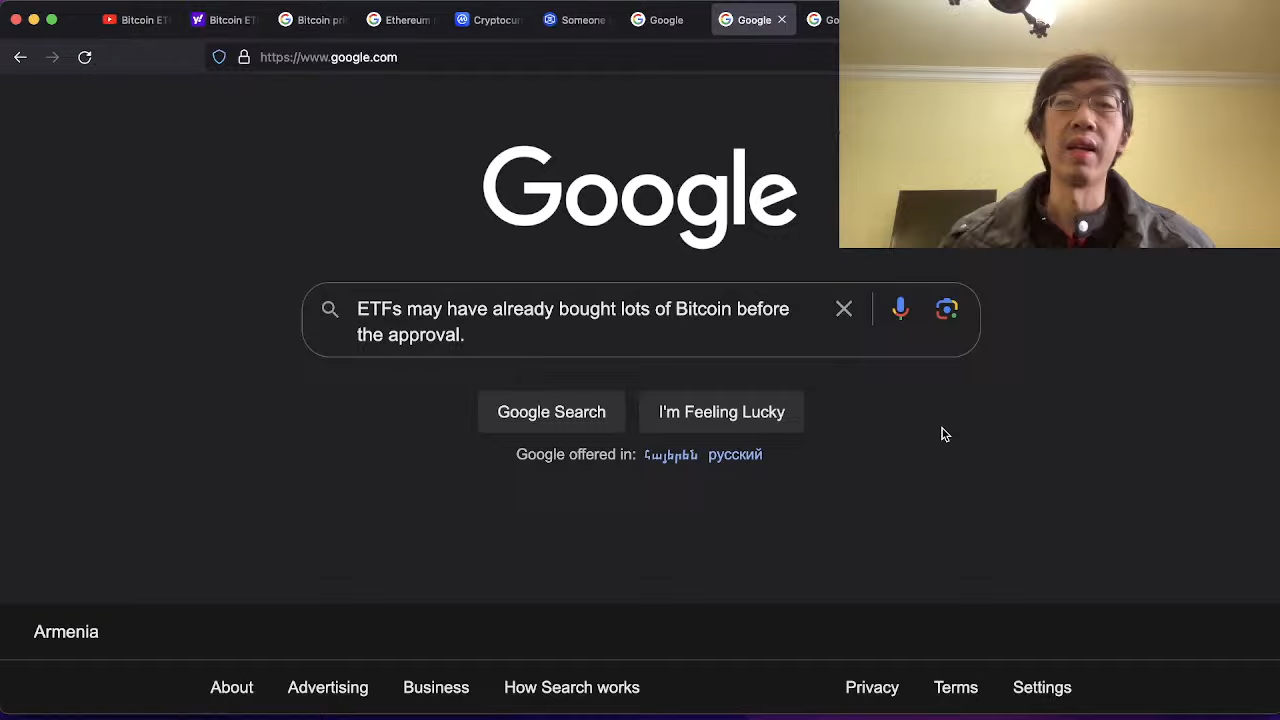 Bitcoin ET
Bitcoin ET
Bitcoin pri
Ethereum
Cryptocur
Someone
Google
Google
Go
https://www.google.com
Google
ETFs may have already bought lots of Bitcoin before
the approval.
Google Search
I'm Feeling Lucky
Google offered in: Հայերեն русский
Armenia
About
Advertising
Business
How Search works
Privacy
Terms
Settings